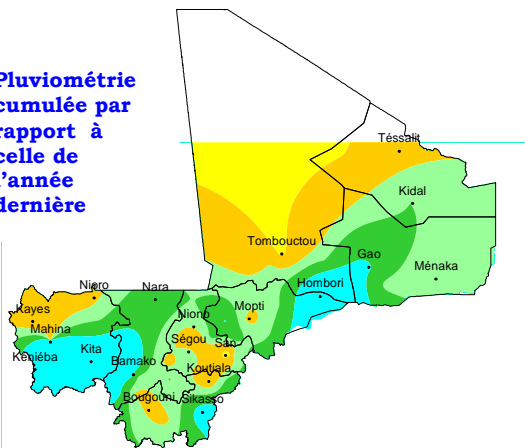 Pluviométrie
cumulée par
rapport à
celle de
l'année
dernière
Téssalit
Kidal
Tombouctou
Gao
Ménaka
Hombori
Nioro
Nara
Kayes
Niono
Mopti
Mahina
Ségou
San
Kéniéba
Kita
Bamako
Koutiala
Bougouni
Sikasso